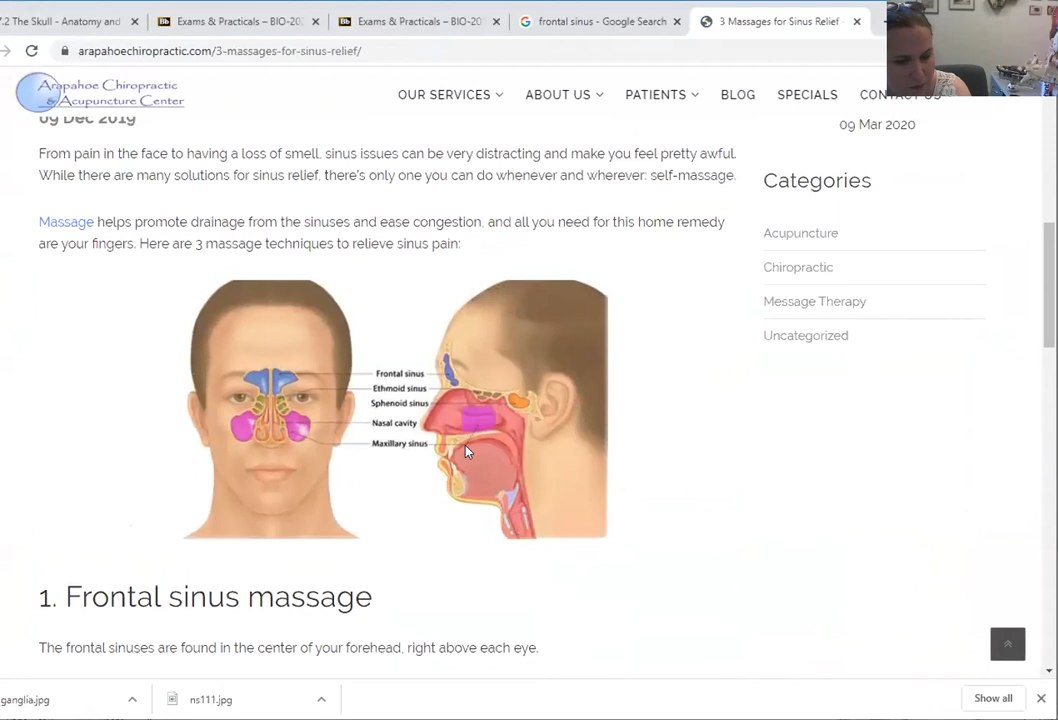 7.2 The Skull - Anatomy and
Exams & Practicals – BIO-20
Exams & Practicals – BIO-20
frontal sinus - Google Search
3 Massages for Sinus Relief -
arapahoechiropractic.com/3-massages-for-sinus-relief/
Arapahoe Chiropractic
& Acupuncture Center
OUR SERVICES
ABOUT US
PATIENTS
BLOG
SPECIALS
CONTACT US
09 Dec 2019
09 Mar 2020
From pain in the face to having a loss of smell, sinus issues can be very distracting and make you feel pretty awful.
While there are many solutions for sinus relief, there's only one you can do whenever and wherever: self-massage.
Massage helps promote drainage from the sinuses and ease congestion, and all you need for this home remedy
are your fingers. Here are 3 massage techniques to relieve sinus pain:
Categories
Acupuncture
Chiropractic
Message Therapy
Uncategorized
Frontal sinus
Ethmoid sinus
Sphenoid sinus
Nasal cavity
Maxillary sinus
1. Frontal sinus massage
The frontal sinuses are found in the center of your forehead, right above each eye.
ganglia.jpg
ns111.jpg
Show all